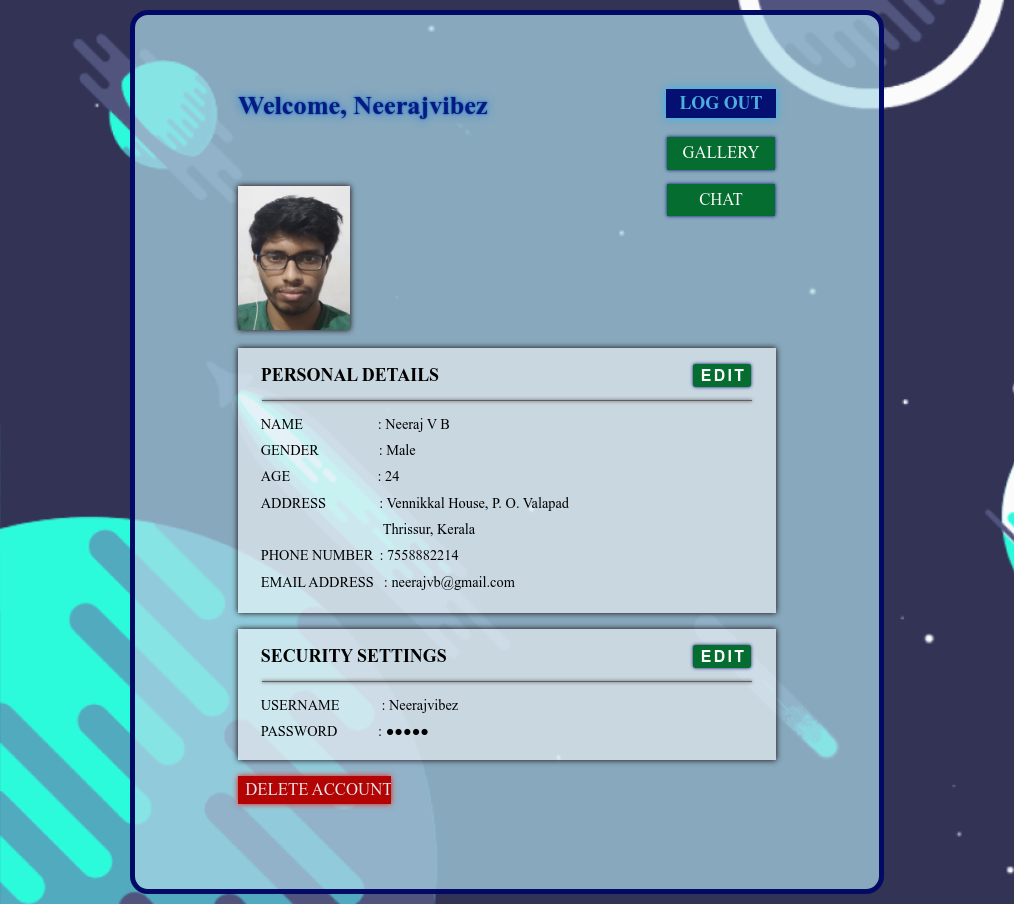 Welcome, Neerajvibez
LOG OUT
GALLERY
CHAT
PERSONAL DETAILS
EDIT
NAME : Neeraj V B
GENDER : Male
AGE : 24
ADDRESS : Vennikkal House, P. O. Valapad
Thrissur, Kerala
PHONE NUMBER : 7558882214
EMAIL ADDRESS : neerajvb@gmail.com
SECURITY SETTINGS
EDIT
USERNAME : Neerajvibez
PASSWORD : ●●●●●
DELETE ACCOUNT